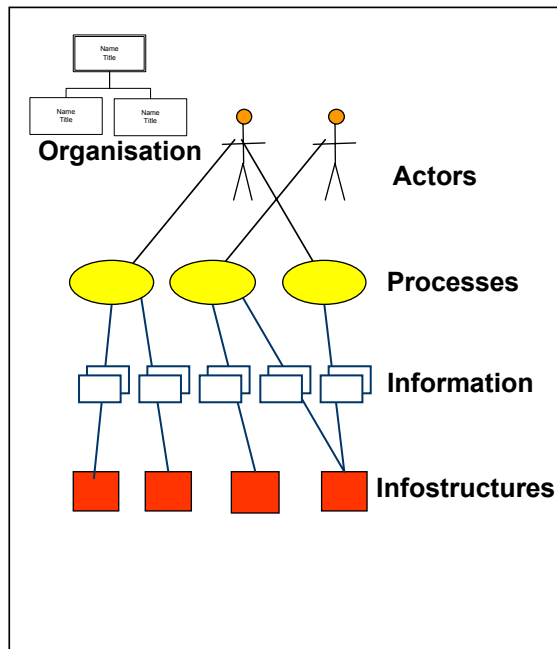 Name
Title
Name
Title
Name
Title
Organisation
Actors
Processes
Information
Infostructures